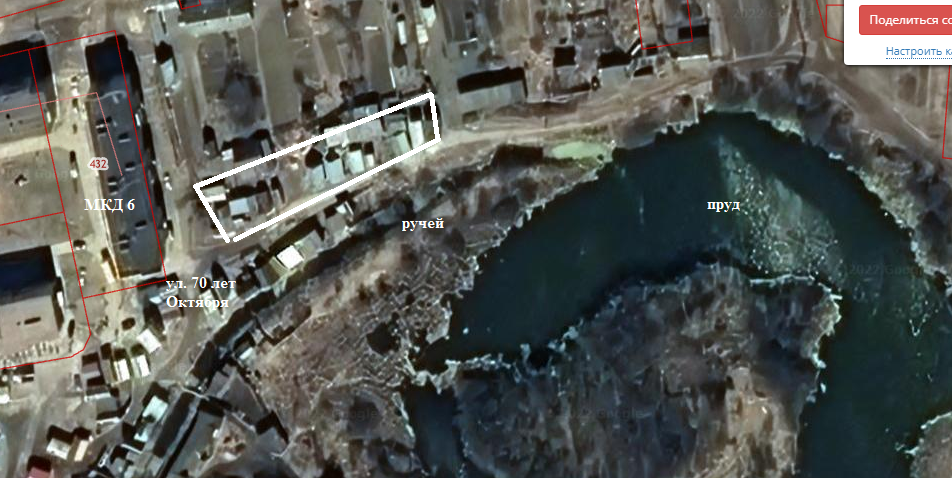 Поделиться со
Настроить к
432
МКД 6
пруд
ручей
ул. 70 лет
Октября